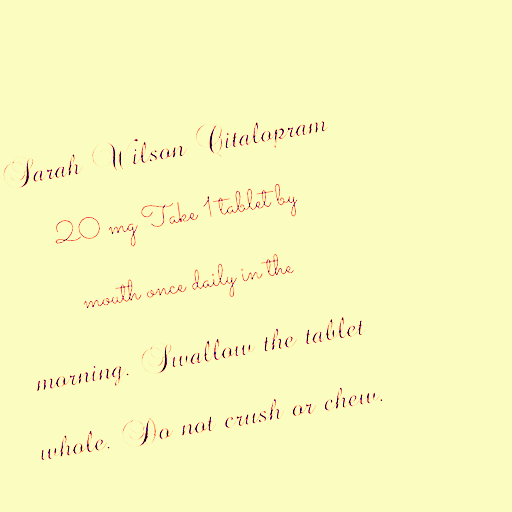 Sarah Wilson Citalopram
20 mg Take 1 tablet by
mouth once daily in the
morning. Swallow the tablet
whole. Do not crush or chew.